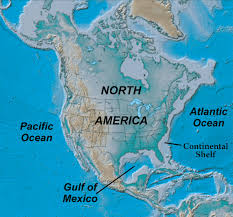 NORTH
AMERICA
Atlantic
Ocean
Pacific
Ocean
Continental
Shelf
Gulf of
Mexico